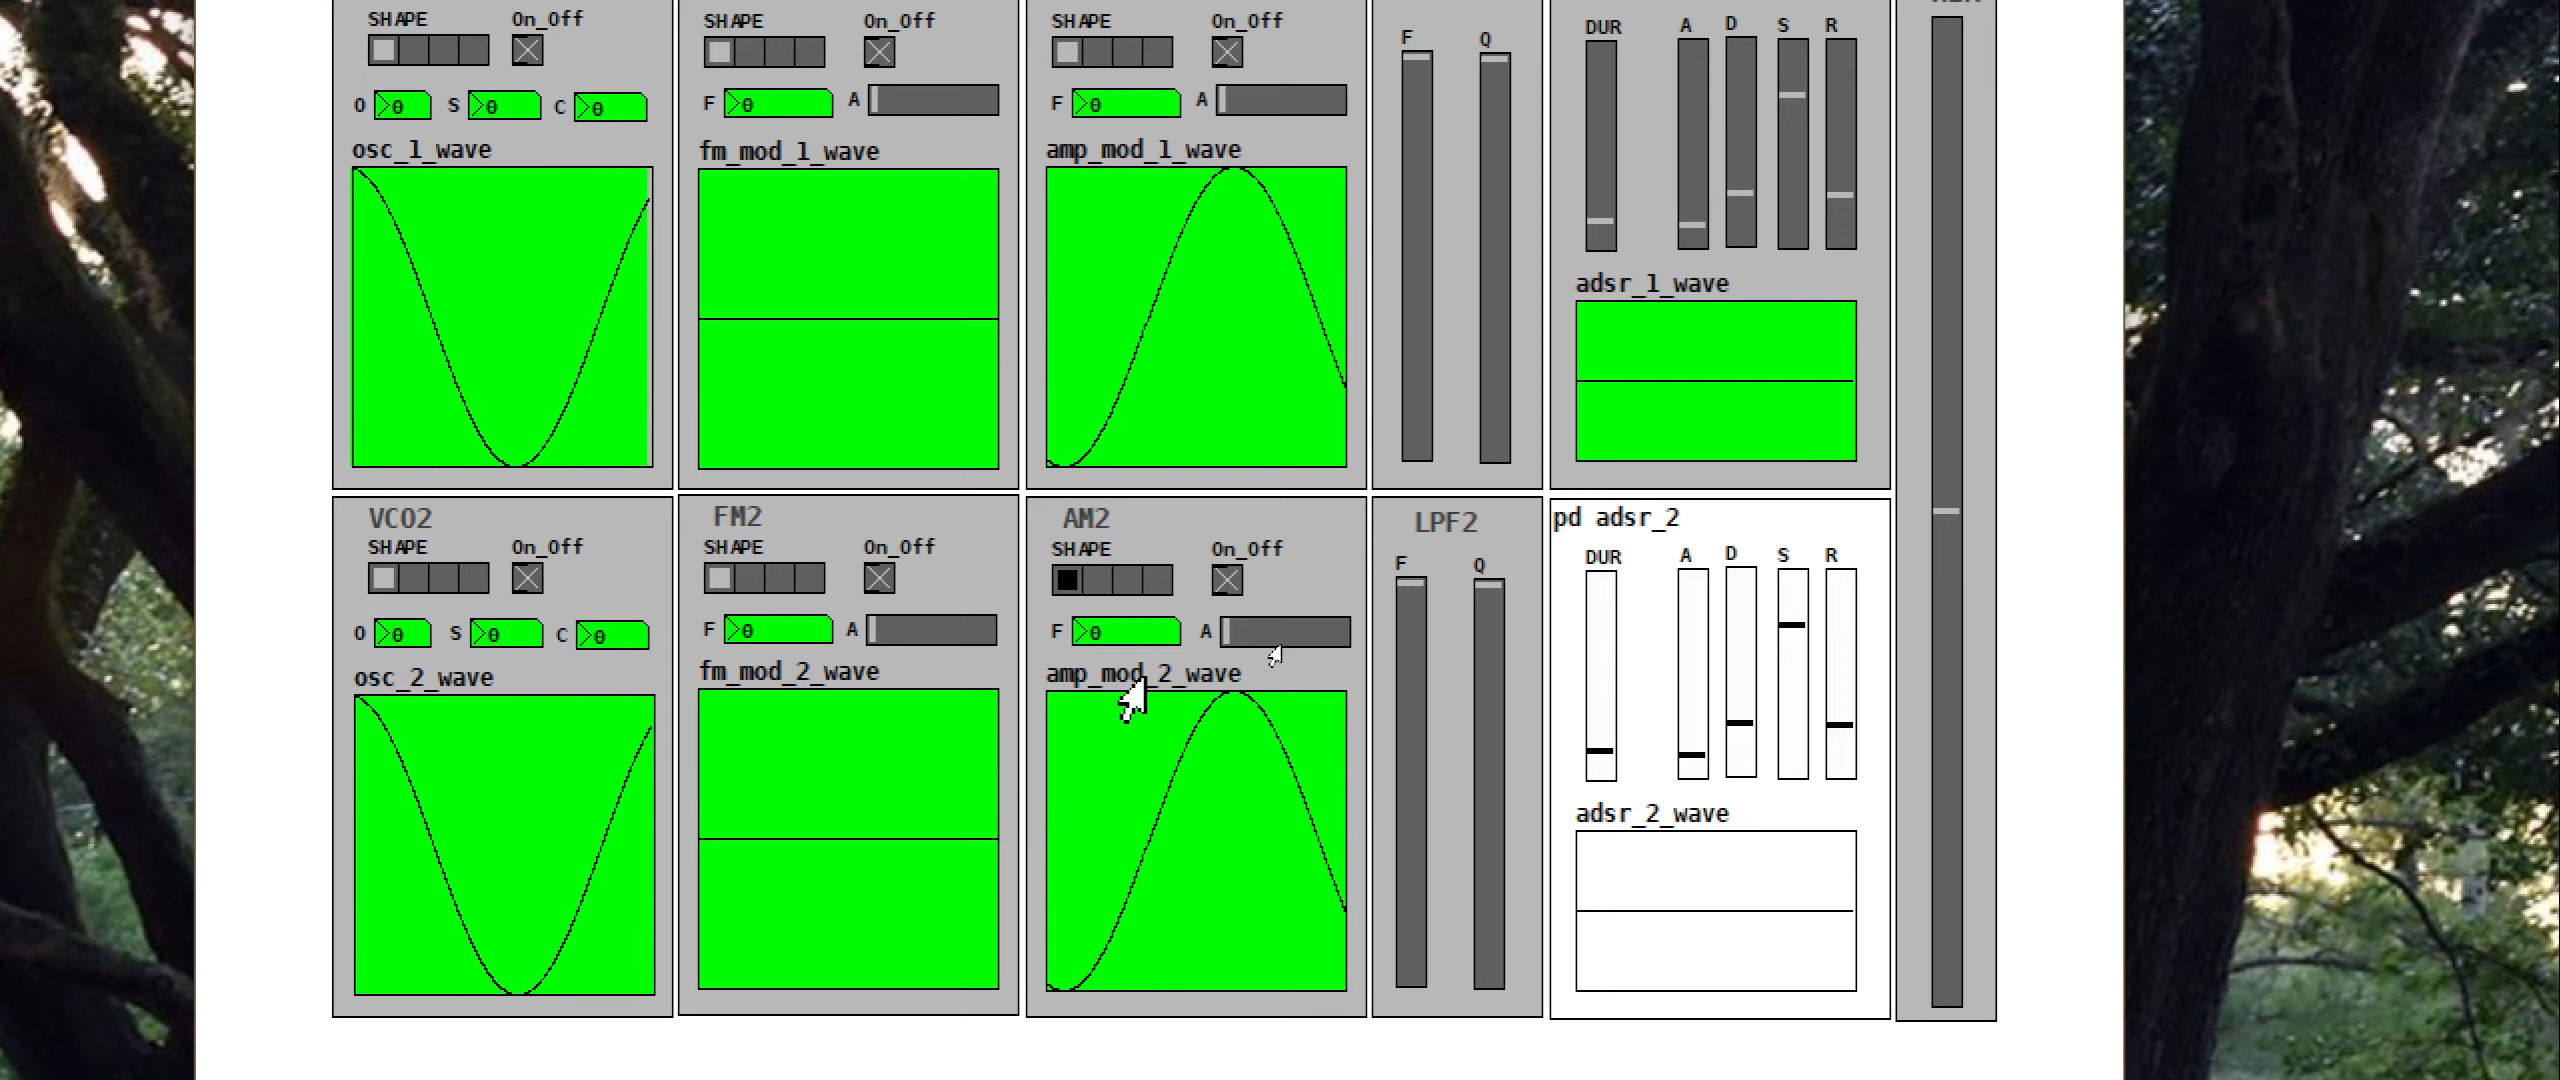 SHAPE On_Off
O 0 S 0 C 0
osc_1_wave
SHAPE On_Off
F 0 A
fm_mod_1_wave
SHAPE On_Off
F 0 A
amp_mod_1_wave
F Q
DUR A D S R
adsr_1_wave
VCO2
SHAPE On_Off
O 0 S 0 C 0
osc_2_wave
FM2
SHAPE On_Off
F 0 A
fm_mod_2_wave
AM2
SHAPE On_Off
F 0 A
amp_mod_2_wave
LPF2
F Q
pd adsr_2
DUR A D S R
adsr_2_wave